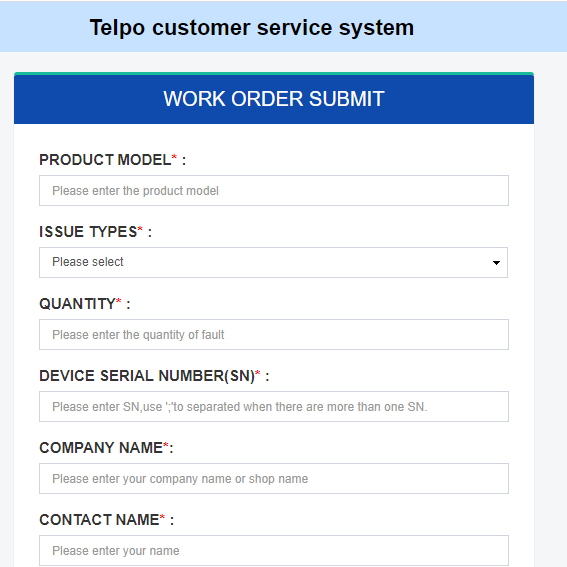 Telpo customer service system
WORK ORDER SUBMIT
PRODUCT MODEL* :
Please enter the product model
ISSUE TYPES* :
Please select
QUANTITY* :
Please enter the quantity of fault
DEVICE SERIAL NUMBER(SN)* :
Please enter SN,use ';'to separated when there are more than one SN.
COMPANY NAME*:
Please enter your company name or shop name
CONTACT NAME* :
Please enter your name